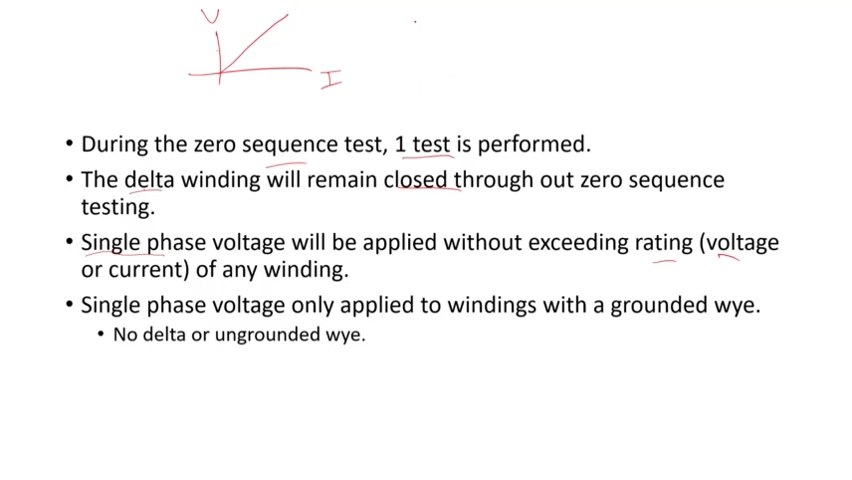 V
I
• During the zero sequence test, 1 test is performed.
• The delta winding will remain closed through out zero sequence
testing.
• Single phase voltage will be applied without exceeding rating (voltage
or current) of any winding.
• Single phase voltage only applied to windings with a grounded wye.
• No delta or ungrounded wye.